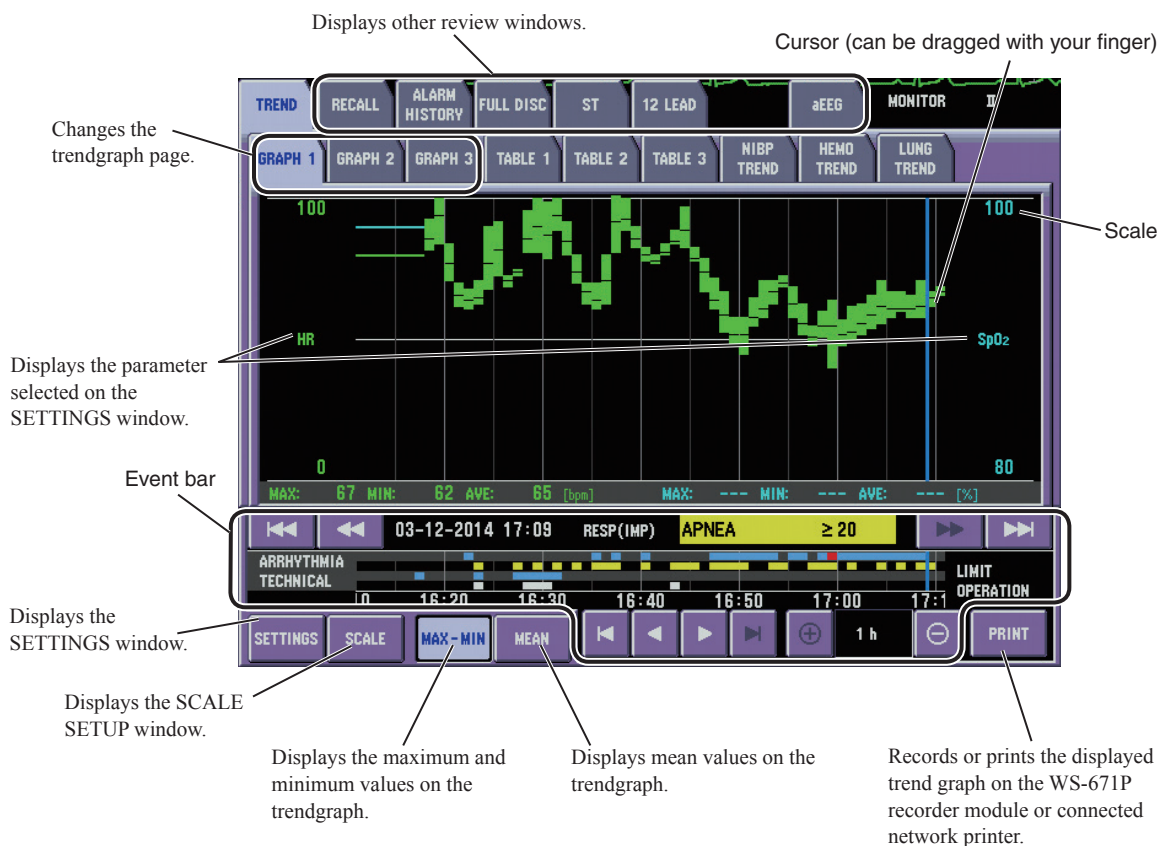 Displays other review windows.
Cursor (can be dragged with your finger)
TREND
RECALL
ALARM
HISTORY
FULL DISC
ST
12 LEAD
aEEG
MONITOR
II
Changes the
trendgraph page.
GRAPH 1
GRAPH 2
GRAPH 3
TABLE 1
TABLE 2
TABLE 3
NIBP
TREND
HEMO
TREND
LUNG
TREND
100
100
Scale
HR
SpO2
Displays the parameter
selected on the
SETTINGS window.
0
80
Event bar
MAX: 67 MIN: 62 AVE: 65 [bpm] MAX: --- MIN: --- AVE: --- [%]
03-12-2014 17:09 RESP(IMP) APNEA ≥ 20
ARRHYTHMIA
TECHNICAL
LIMIT
OPERATION
16:20 16:30 16:40 16:50 17:00 17:1
Displays the
SETTINGS window.
SETTINGS
SCALE
MAX-MIN
MEAN
1 h
PRINT
Displays the SCALE
SETUP window.
Displays the maximum and
minimum values on the
trendgraph.
Displays mean values on the
trendgraph.
Records or prints the displayed
trend graph on the WS-671P
recorder module or connected
network printer.